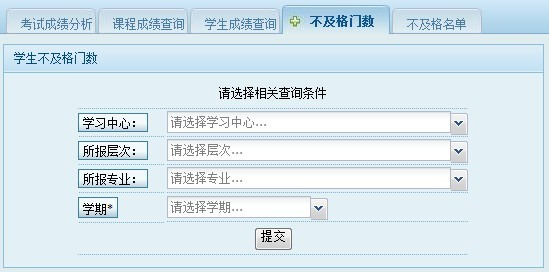 考试成绩分析 课程成绩查询 学生成绩查询 不及格门数 不及格名单
学生不及格门数
请选择相关查询条件
学习中心： 请选择学习中心...
所报层次： 请选择层次...
所报专业： 请选择专业...
学期* 请选择学期...
提交